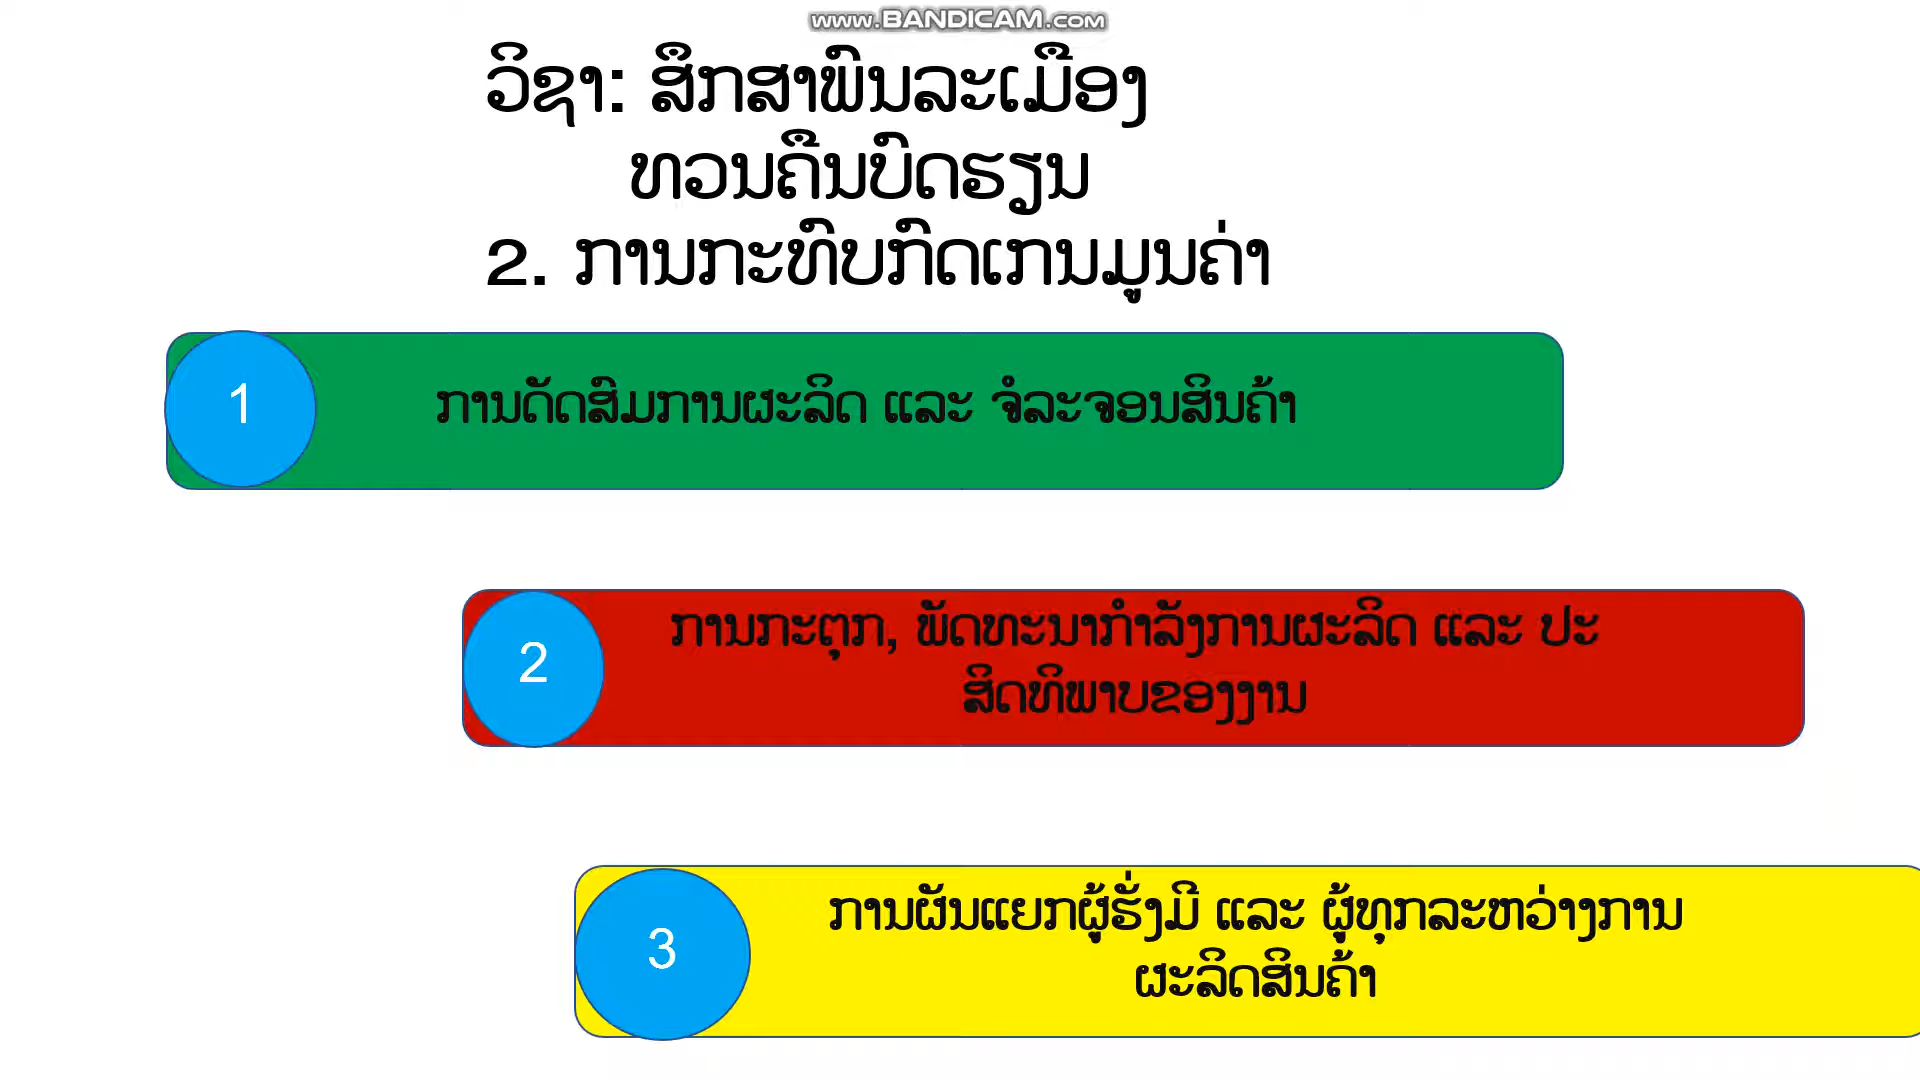 www.BANDICAM.com
ວິຊາ: ສຶກສາພົນລະເມືອງ
ທວນຄືນບົດຮຽນ
2. ການກະທົບກົດເກນມູນຄ່າ
1
ການດັດສົມການຜະລິດ ແລະ ຈໍລະຈອນສິນຄ້າ
2
ການກະຕຸກ, ພັດທະນາກຳລັງການຜະລິດ ແລະ ປະ
ສິດທິພາບຂອງງານ
3
ການຜັນແຍກຜູ້ຮັ່ງມີ ແລະ ຜູ້ທຸກລະຫວ່າງການ
ຜະລິດສິນຄ້າ